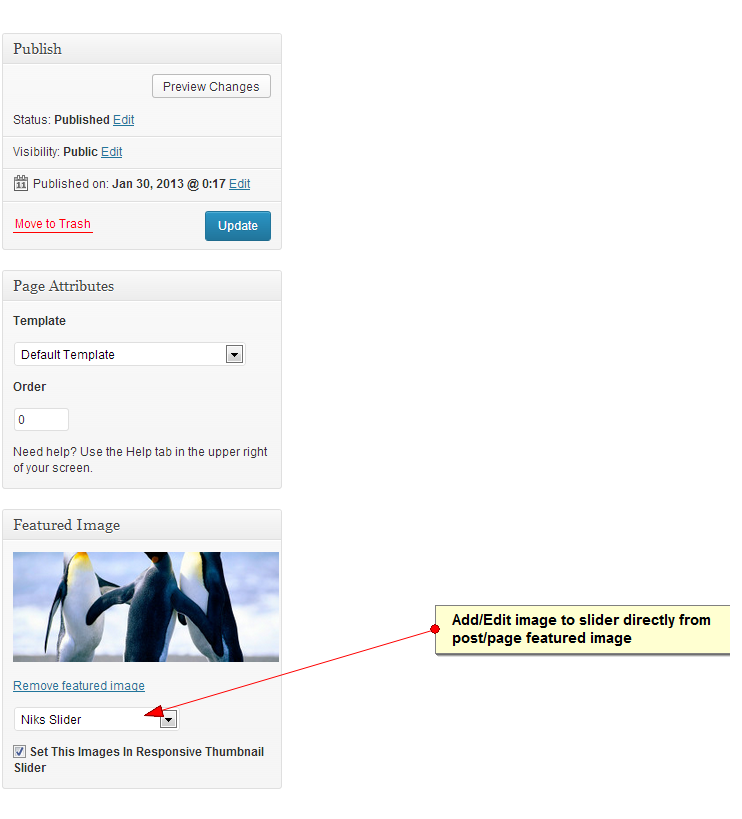 Publish
Preview Changes
Status: Published Edit
Visibility: Public Edit
11 Published on: Jan 30, 2013 @ 0:17 Edit
Move to Trash
Update
Page Attributes
Template
Default Template
Order
0
Need help? Use the Help tab in the upper right
of your screen.
Featured Image
Add/Edit image to slider directly from
post/page featured image
Remove featured image
Niks Slider
Set This Images In Responsive Thumbnail
Slider